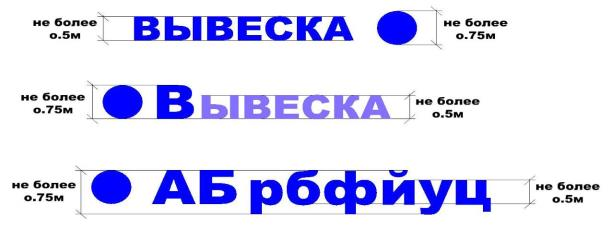 не более
о.5м
ВЫВЕСКА
не более
о.75м
не более
о.75м
ВЫВЕСКА
не более
о.5м
не более
о.75м
АБ рбфйуц
не более
о.5м